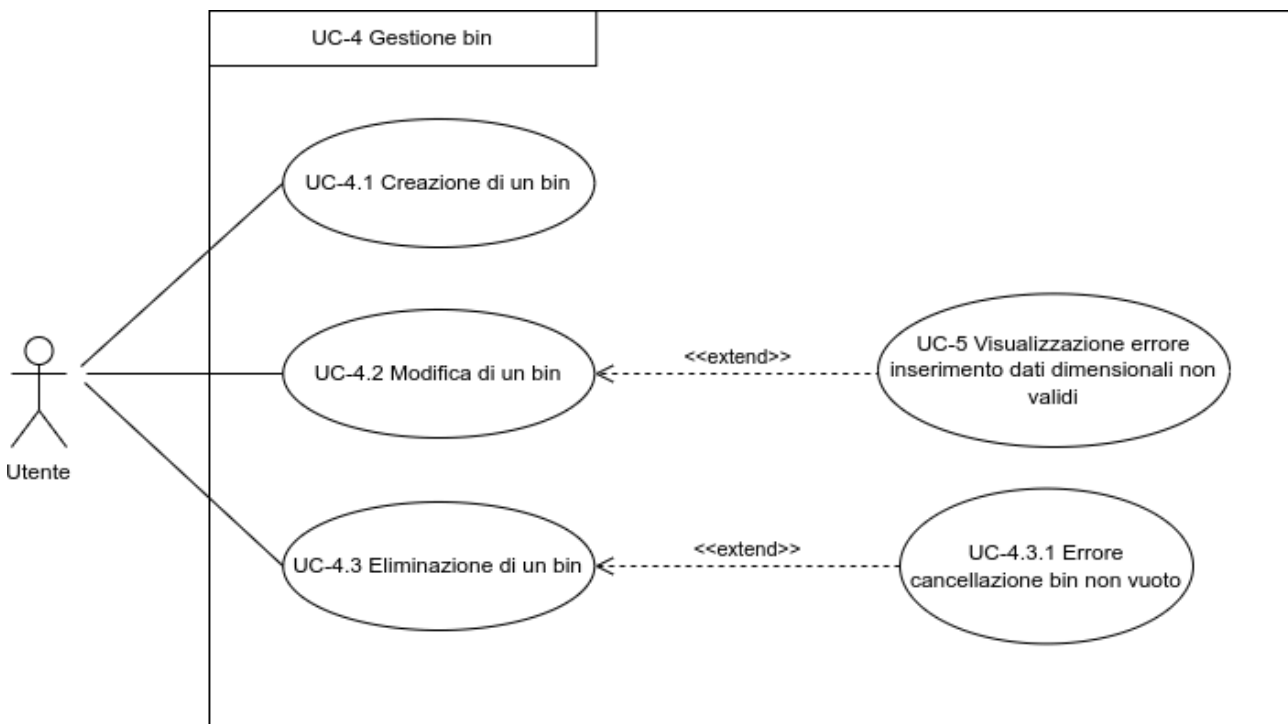 UC-4 Gestione bin
UC-4.1 Creazione di un bin
UC-4.2 Modifica di un bin
<<extend>>
UC-5 Visualizzazione errore
inserimento dati dimensionali non
validi
Utente
UC-4.3 Eliminazione di un bin
<<extend>>
UC-4.3.1 Errore
cancellazione bin non vuoto